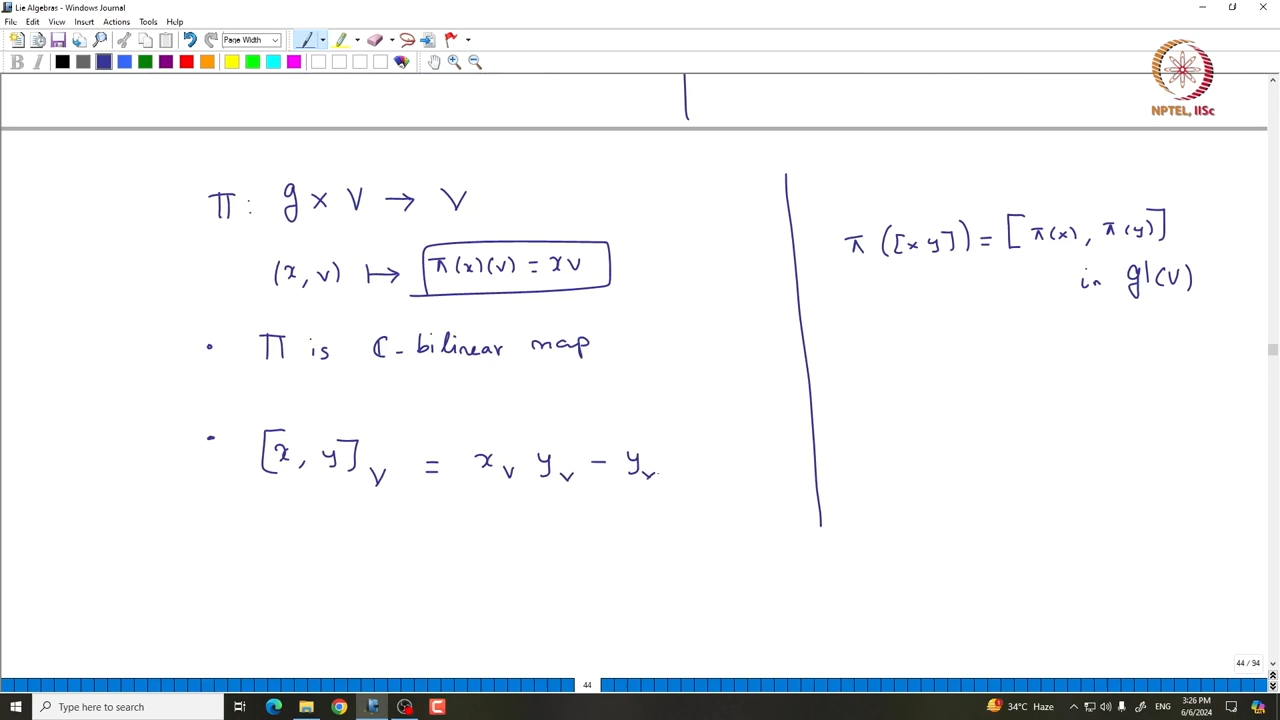 Lie Algebras - Windows Journal
File Edit View Insert Actions Tools Help
Page Width
B I
NPTEL, IISc
Π : g × V → V
(x, v) ↦ π(x)(v) = xv
• Π is ℂ-bilinear map
• [x, y]_V = x_V y_V - y_V
π([x y]) = [π(x), π(y)]
in gl(V)
44 / 94
44
Type here to search
34°C Haze
ENG
3:26 PM
6/6/2024